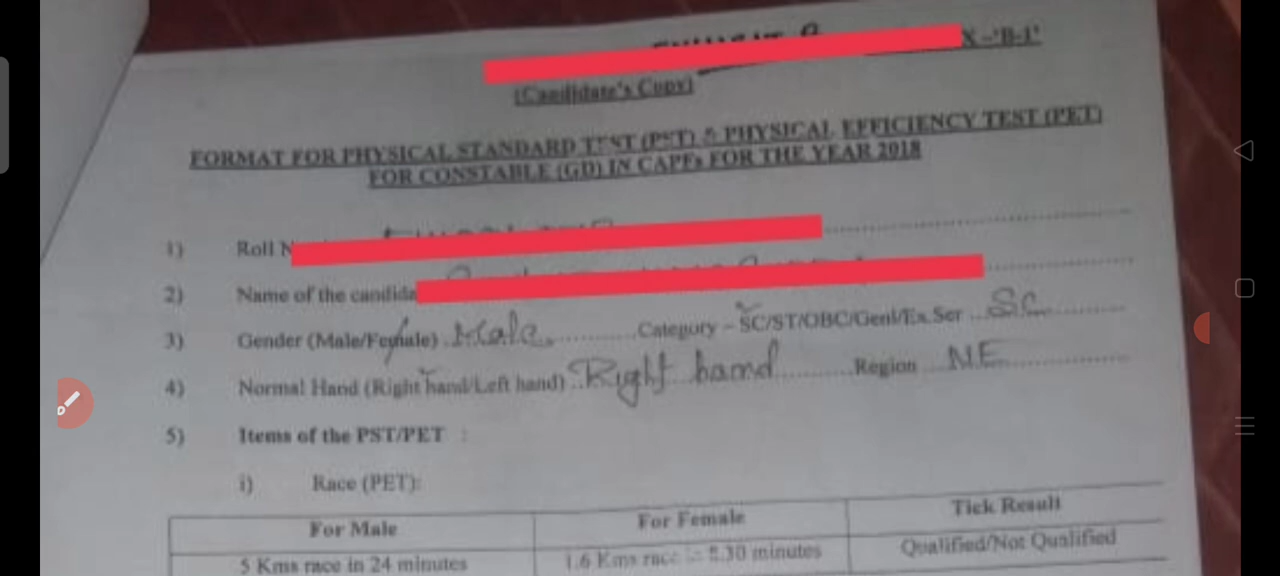 X-'B-1'
(Candidate's Copy)
FORMAT FOR PHYSICAL STANDARD TEST (PST) & PHYSICAL EFFICIENCY TEST (PET)
FOR CONSTABLE (GD) IN CAPFs FOR THE YEAR 2018
1) Roll N
2) Name of the candida
3) Gender (Male/Female) Male Category - SC/ST/OBC/Genl/Ex.Ser SC
4) Normal Hand (Right hand/Left hand) Right hand Region NE
5) Items of the PST/PET :
i) Race (PET):
For Male For Female Tick Result
5 Kms race in 24 minutes 1.6 Kms race in 8.30 minutes Qualified/Not Qualified